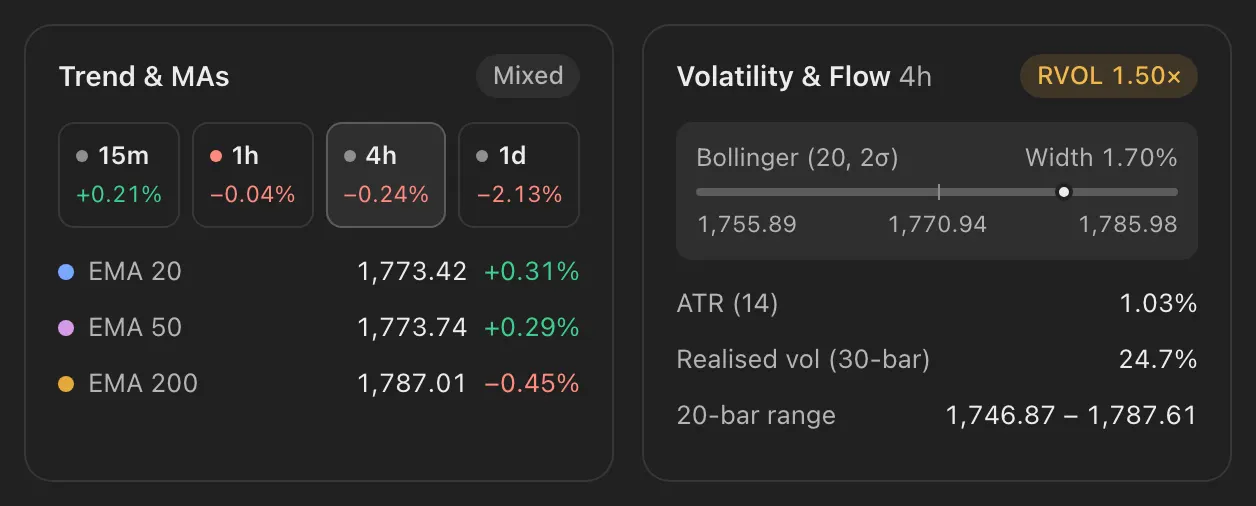 Trend & MAs
Mixed
15m
+0.21%
1h
−0.04%
4h
−0.24%
1d
−2.13%
EMA 20 1,773.42 +0.31%
EMA 50 1,773.74 +0.29%
EMA 200 1,787.01 −0.45%
Volatility & Flow 4h
RVOL 1.50×
Bollinger (20, 2σ) Width 1.70%
1,755.89 1,770.94 1,785.98
ATR (14) 1.03%
Realised vol (30-bar) 24.7%
20-bar range 1,746.87 – 1,787.61